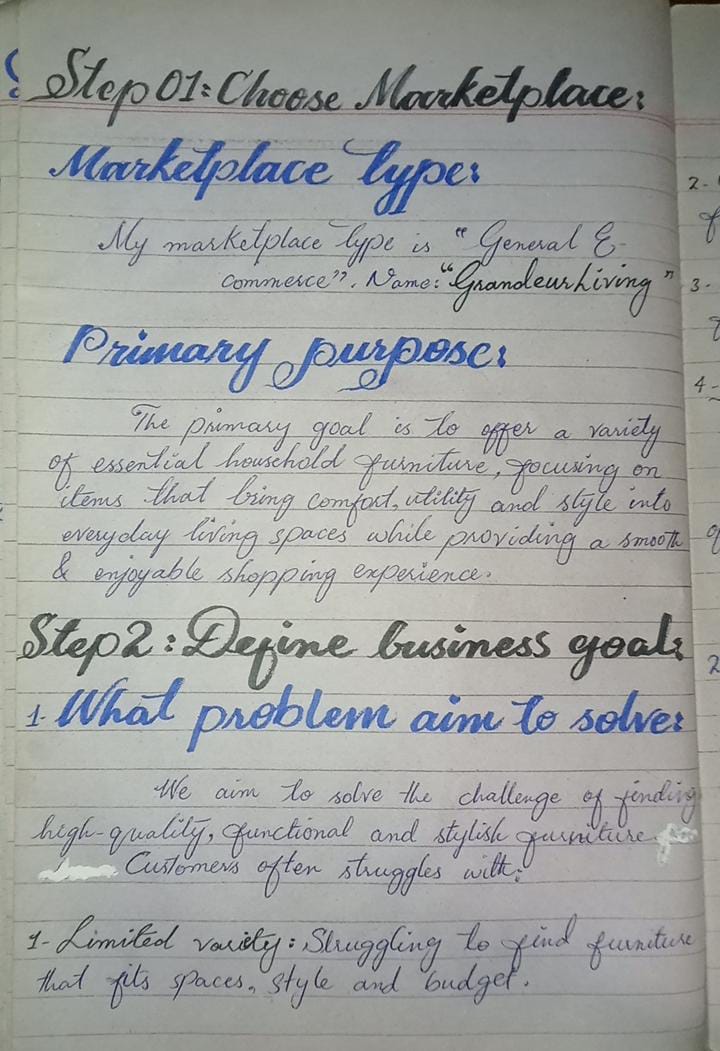 Step 01: Choose Marketplace:
Marketplace type:
My marketplace type is "General E-
commerce". Name: "GrandeurLiving"
Primary purpose:
The primary goal is to offer a variety
of essential household furniture, focusing on
items that bring comfort, utility and style into
everyday living spaces while providing a smooth
& enjoyable shopping experience.
Step2: Define business goal:
1. What problem aim to solve:
We aim to solve the challenge of finding
high-quality, functional and stylish furniture
Customers often struggles with:
1- Limited variety: Struggling to find furniture
that fits spaces, style and budget.
2-
3-
4-
2